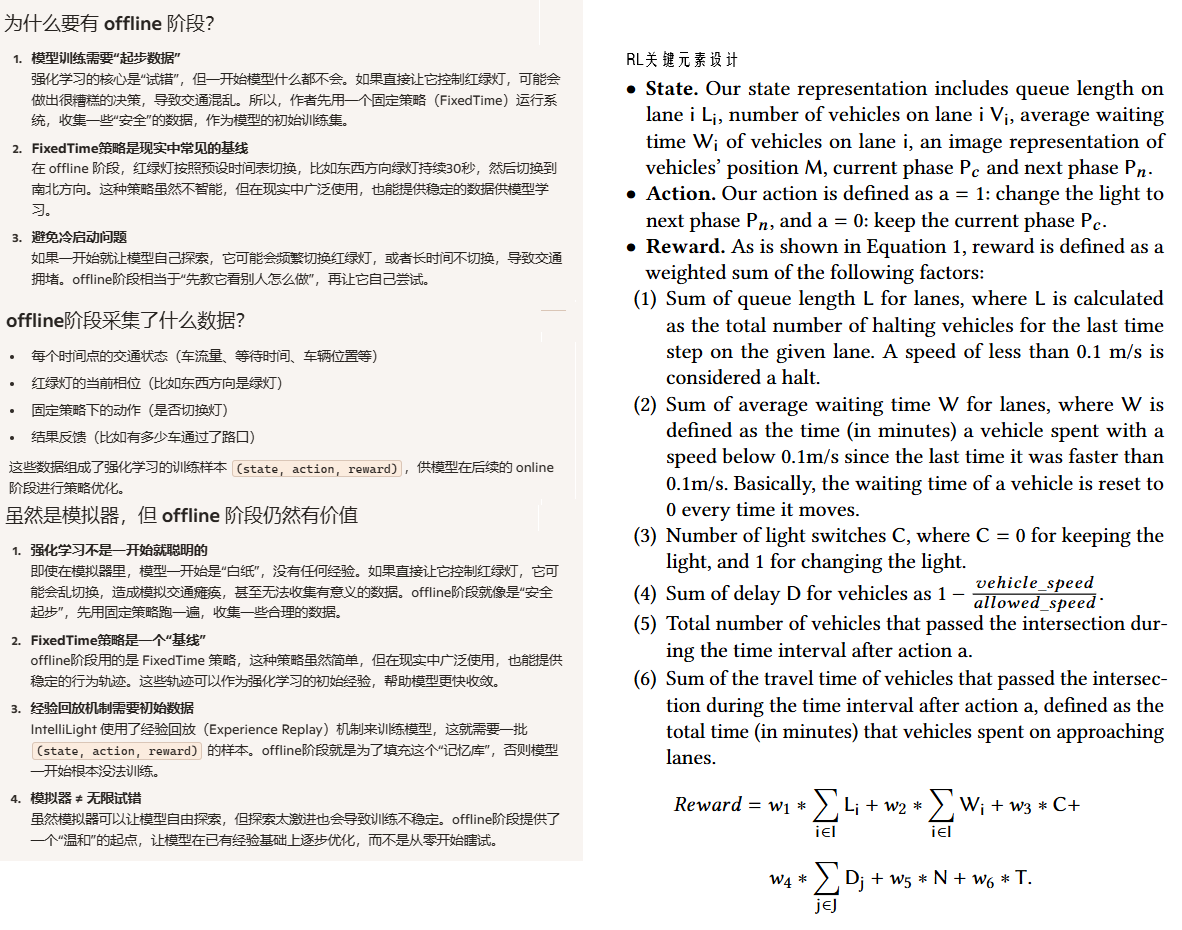 为什么要有 offline 阶段？
1. 模型训练需要“起步数据”
强化学习的核心是“试错”，但一开始模型什么都不会。如果直接让它控制红绿灯，可能会
做出很糟糕的决策，导致交通混乱。所以，作者先用一个固定策略（FixedTime）运行系
统，收集一些“安全”的数据，作为模型的初始训练集。
2. FixedTime策略是现实中常见的基线
在 offline 阶段，红绿灯按照预设时间表切换，比如东西方向绿灯持续30秒，然后切换到
南北方向。这种策略虽然不智能，但在现实中广泛使用，也能提供稳定的数据供模型学
习。
3. 避免冷启动问题
如果一开始就让模型自己探索，它可能会频繁切换红绿灯，或者长时间不切换，导致交通
拥堵。offline阶段相当于“先教它看别人怎么做”，再让它自己尝试。
offline阶段采集了什么数据？
• 每个时间点的交通状态（车流量、等待时间、车辆位置等）
• 红绿灯的当前相位（比如东西方向是绿灯）
• 固定策略下的动作（是否切换灯）
• 结果反馈（比如有多少车通过了路口）
这些数据组成了强化学习的训练样本 (state, action, reward)，供模型在后续的 online
阶段进行策略优化。
虽然是模拟器，但 offline 阶段仍然有价值
1. 强化学习不是一开始就聪明的
即使在模拟器里，模型一开始是“白纸”，没有任何经验。如果直接让它控制红绿灯，它可
能会乱切换，造成模拟交通瘫痪，甚至无法收集有意义的数据。offline阶段就像是“安全
起步”，先用固定策略跑一遍，收集一些合理的数据。
2. FixedTime策略是一个“基线”
offline阶段用的是 FixedTime 策略，这种策略虽然简单，但在现实中广泛使用，也能提供
稳定的行为轨迹。这些轨迹可以作为强化学习的初始经验，帮助模型更快收敛。
3. 经验回放机制需要初始数据
IntelliLight 使用了经验回放（Experience Replay）机制来训练模型，这就需要一批
(state, action, reward) 的样本。offline阶段就是为了填充这个“记忆库”，否则模型
一开始根本没法训练。
4. 模拟器 ≠ 无限试错
虽然模拟器可以让模型自由探索，但探索太激进也会导致训练不稳定。offline阶段提供了
一个“温和”的起点，让模型在已有经验基础上逐步优化，而不是从零开始瞎试。
RL关键元素设计
• State. Our state representation includes queue length on
lane i Lᵢ, number of vehicles on lane i Vᵢ, average waiting
time Wᵢ of vehicles on lane i, an image representation of
vehicles’ position M, current phase P_c and next phase P_n.
• Action. Our action is defined as a = 1: change the light to
next phase P_n, and a = 0: keep the current phase P_c.
• Reward. As is shown in Equation 1, reward is defined as a
weighted sum of the following factors:
(1) Sum of queue length L for lanes, where L is calculated
as the total number of halting vehicles for the last time
step on the given lane. A speed of less than 0.1 m/s is
considered a halt.
(2) Sum of average waiting time W for lanes, where W is
defined as the time (in minutes) a vehicle spent with a
speed below 0.1m/s since the last time it was faster than
0.1m/s. Basically, the waiting time of a vehicle is reset to
0 every time it moves.
(3) Number of light switches C, where C = 0 for keeping the
light, and 1 for changing the light.
(4) Sum of delay D for vehicles as 1 − vehicle_speed / allowed_speed.
(5) Total number of vehicles that passed the intersection dur-
ing the time interval after action a.
(6) Sum of the travel time of vehicles that passed the intersec-
tion during the time interval after action a, defined as the
total time (in minutes) that vehicles spent on approaching
lanes.
Reward = w₁ * ∑_{i∈I} Lᵢ + w₂ * ∑_{i∈I} Wᵢ + w₃ * C+
w₄ * ∑_{j∈J} Dⱼ + w₅ * N + w₆ * T.